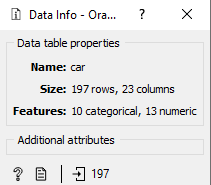 Data Info - Ora...
?
Data table properties
Name: car
Size: 197 rows, 23 columns
Features: 10 categorical, 13 numeric
Additional attributes
? 197